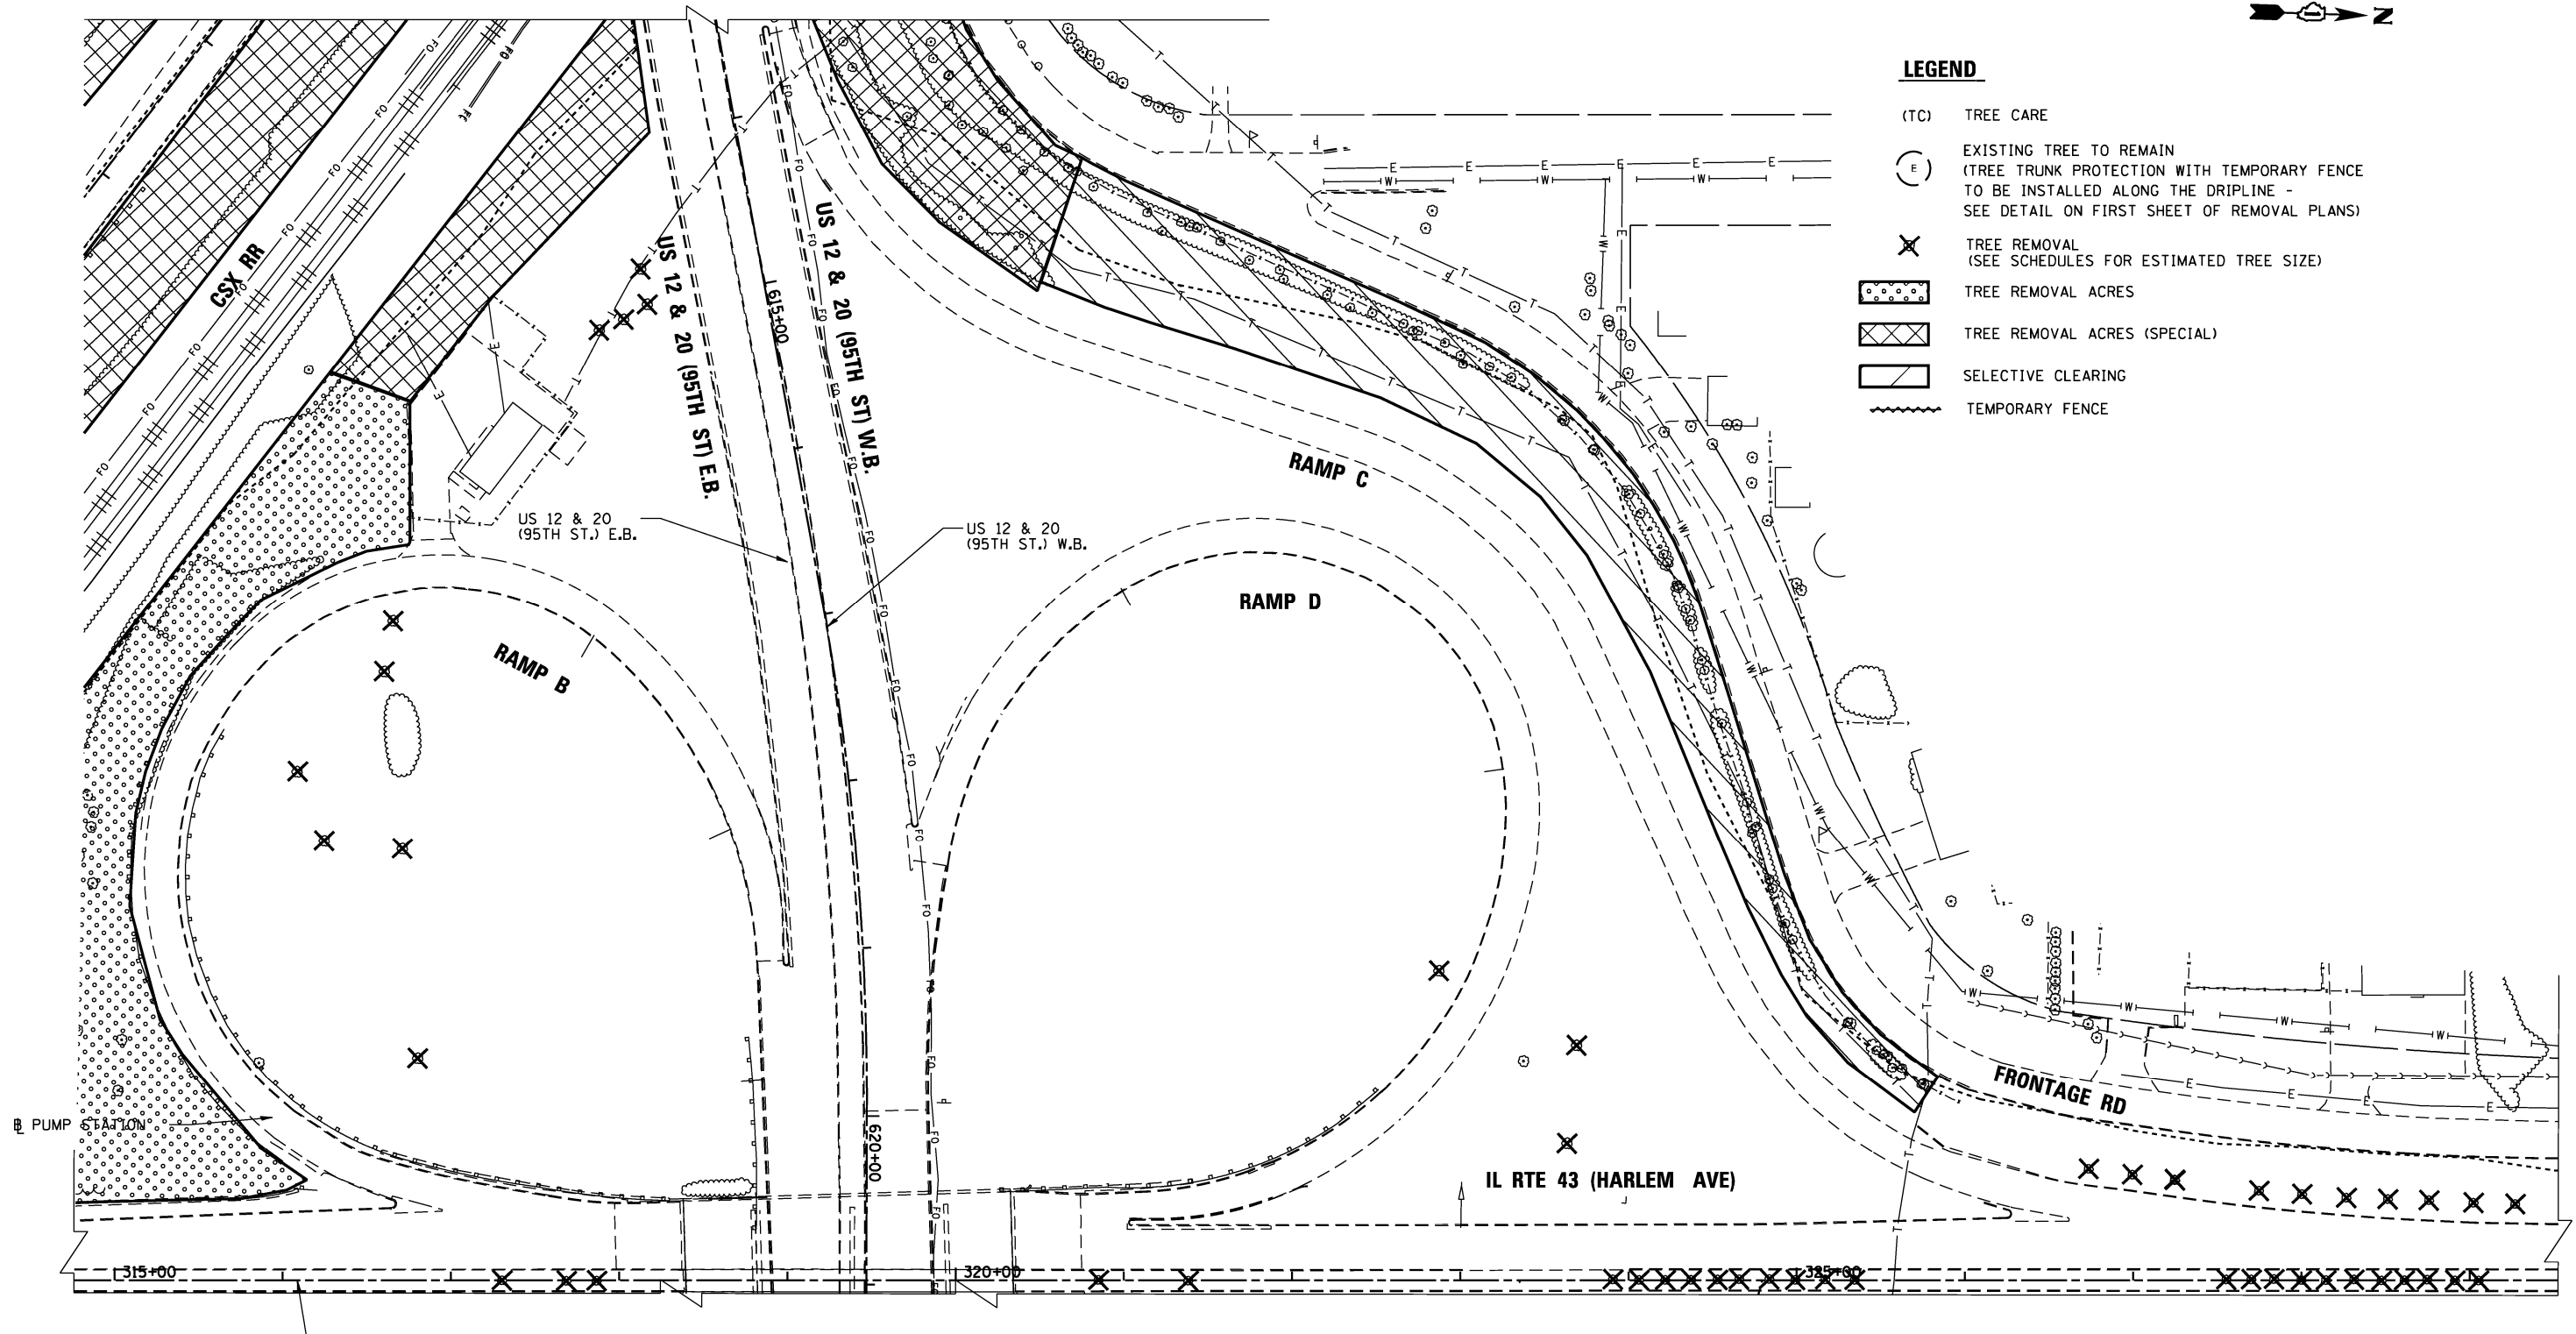 N
LEGEND
(TC) TREE CARE
E EXISTING TREE TO REMAIN
(TREE TRUNK PROTECTION WITH TEMPORARY FENCE
TO BE INSTALLED ALONG THE DRIPLINE -
SEE DETAIL ON FIRST SHEET OF REMOVAL PLANS)
TREE REMOVAL
(SEE SCHEDULES FOR ESTIMATED TREE SIZE)
TREE REMOVAL ACRES
TREE REMOVAL ACRES (SPECIAL)
SELECTIVE CLEARING
TEMPORARY FENCE
CSX RR
US 12 & 20 (95TH ST) E.B.
615+00
US 12 & 20 (95TH ST) W.B.
RAMP C
US 12 & 20
(95TH ST.) E.B.
US 12 & 20
(95TH ST.) W.B.
RAMP D
RAMP B
FRONTAGE RD
PUMP STATION
620+00
IL RTE 43 (HARLEM AVE)
315+00
320+00
325+00